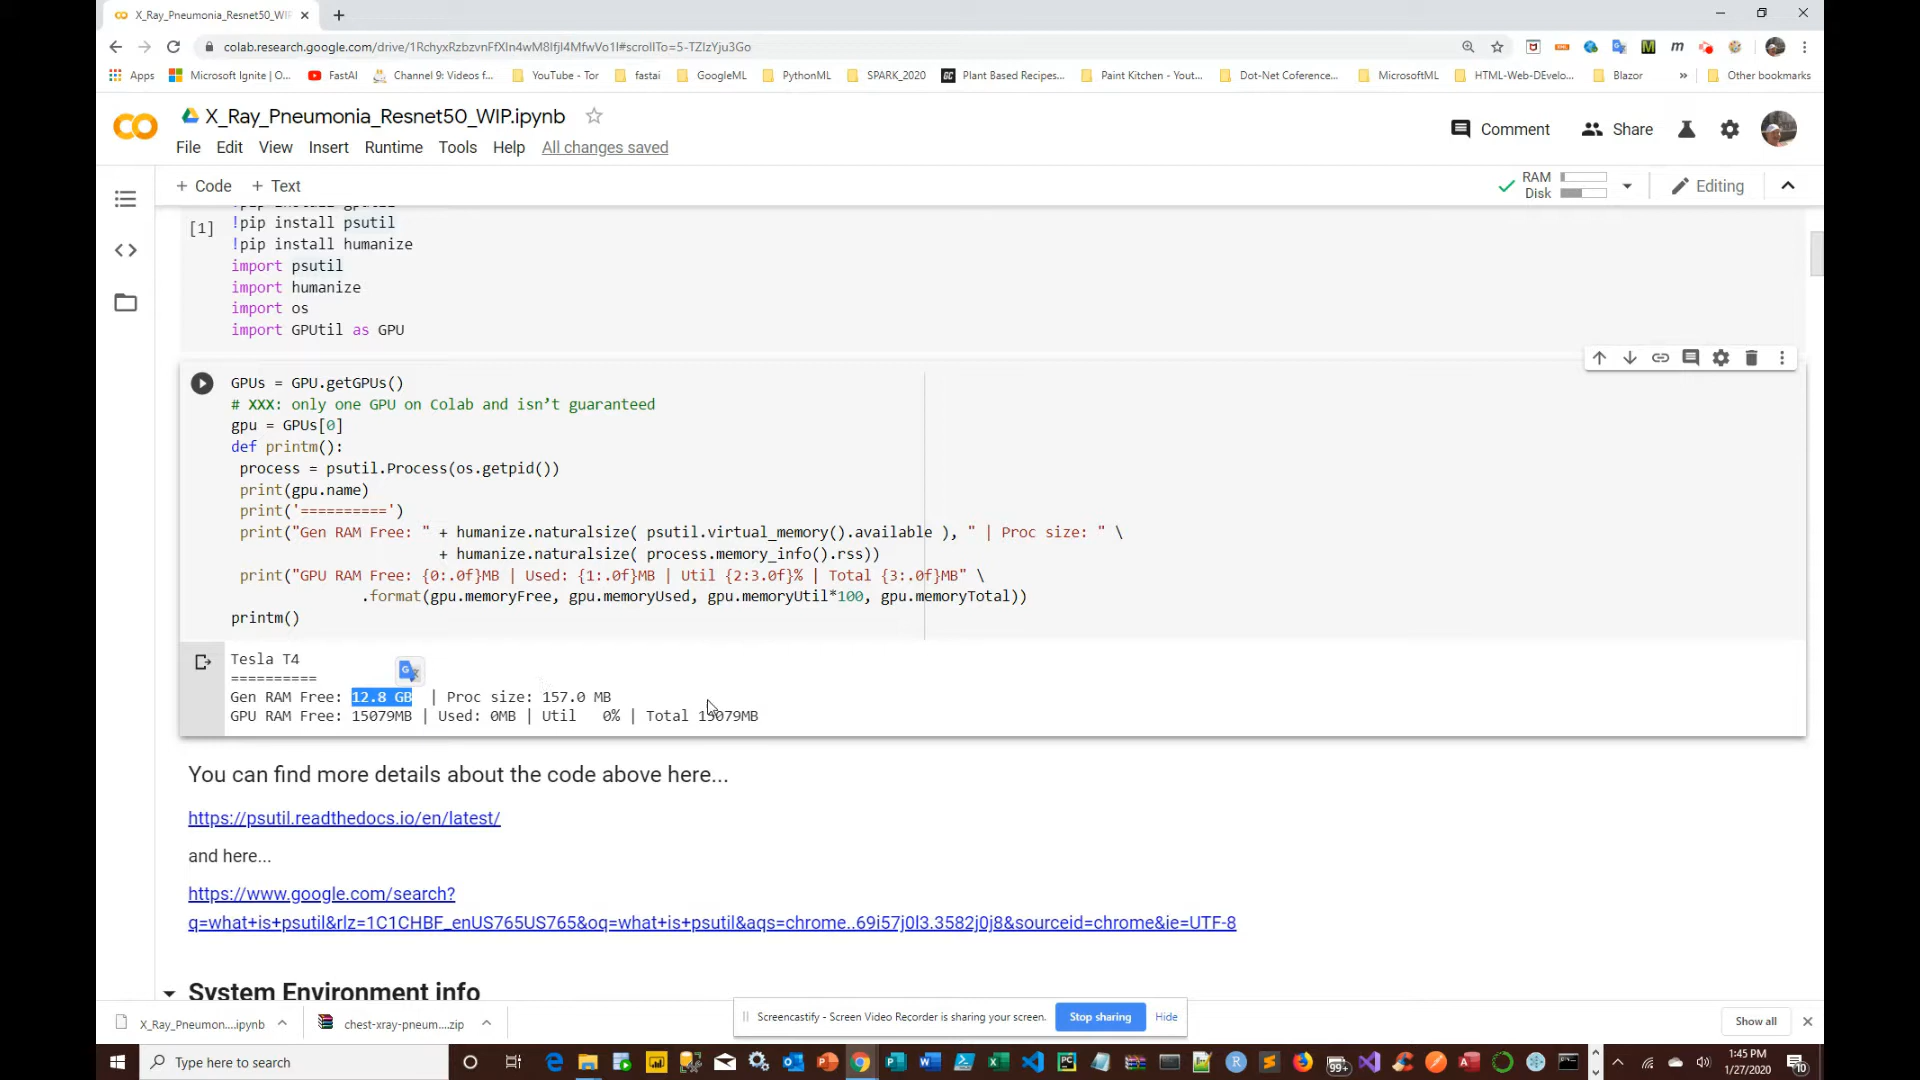 X_Ray_Pneumonia_Resnet50_WIP
colab.research.google.com/drive/1RchyxRzbzvnFfXIn4wM8Ifjl4MfwVo1I#scrollTo=5-TZIzYju3Go
Apps Microsoft Ignite | O... FastAI Channel 9: Videos f... YouTube - Tor fastai GoogleML PythonML SPARK_2020 Plant Based Recipes... Paint Kitchen - Yout... Dot-Net Coference... MicrosoftML HTML-Web-DEvelo... Blazor » Other bookmarks
X_Ray_Pneumonia_Resnet50_WIP.ipynb
Comment Share
File Edit View Insert Runtime Tools Help All changes saved
+ Code + Text
RAM
Disk
Editing
[1]
!pip install gputil
!pip install psutil
!pip install humanize
import psutil
import humanize
import os
import GPUtil as GPU
GPUs = GPU.getGPUs()
# XXX: only one GPU on Colab and isn’t guaranteed
gpu = GPUs[0]
def printm():
process = psutil.Process(os.getpid())
print(gpu.name)
print('==========')
print("Gen RAM Free: " + humanize.naturalsize( psutil.virtual_memory().available ), " | Proc size: " \
+ humanize.naturalsize( process.memory_info().rss))
print("GPU RAM Free: {0:.0f}MB | Used: {1:.0f}MB | Util {2:3.0f}% | Total {3:.0f}MB" \
.format(gpu.memoryFree, gpu.memoryUsed, gpu.memoryUtil*100, gpu.memoryTotal))
printm()
Tesla T4
==========
Gen RAM Free: 12.8 GB | Proc size: 157.0 MB
GPU RAM Free: 15079MB | Used: 0MB | Util 0% | Total 15079MB
You can find more details about the code above here...
https://psutil.readthedocs.io/en/latest/
and here...
https://www.google.com/search?
q=what+is+psutil&rlz=1C1CHBF_enUS765US765&oq=what+is+psutil&aqs=chrome..69i57j0l3.3582j0j8&sourceid=chrome&ie=UTF-8
System Environment info
X_Ray_Pneumon....ipynb chest-xray-pneum....zip
Screencastify - Screen Video Recorder is sharing your screen. Stop sharing Hide
Show all
Type here to search
99+
1:45 PM
1/27/2020
10